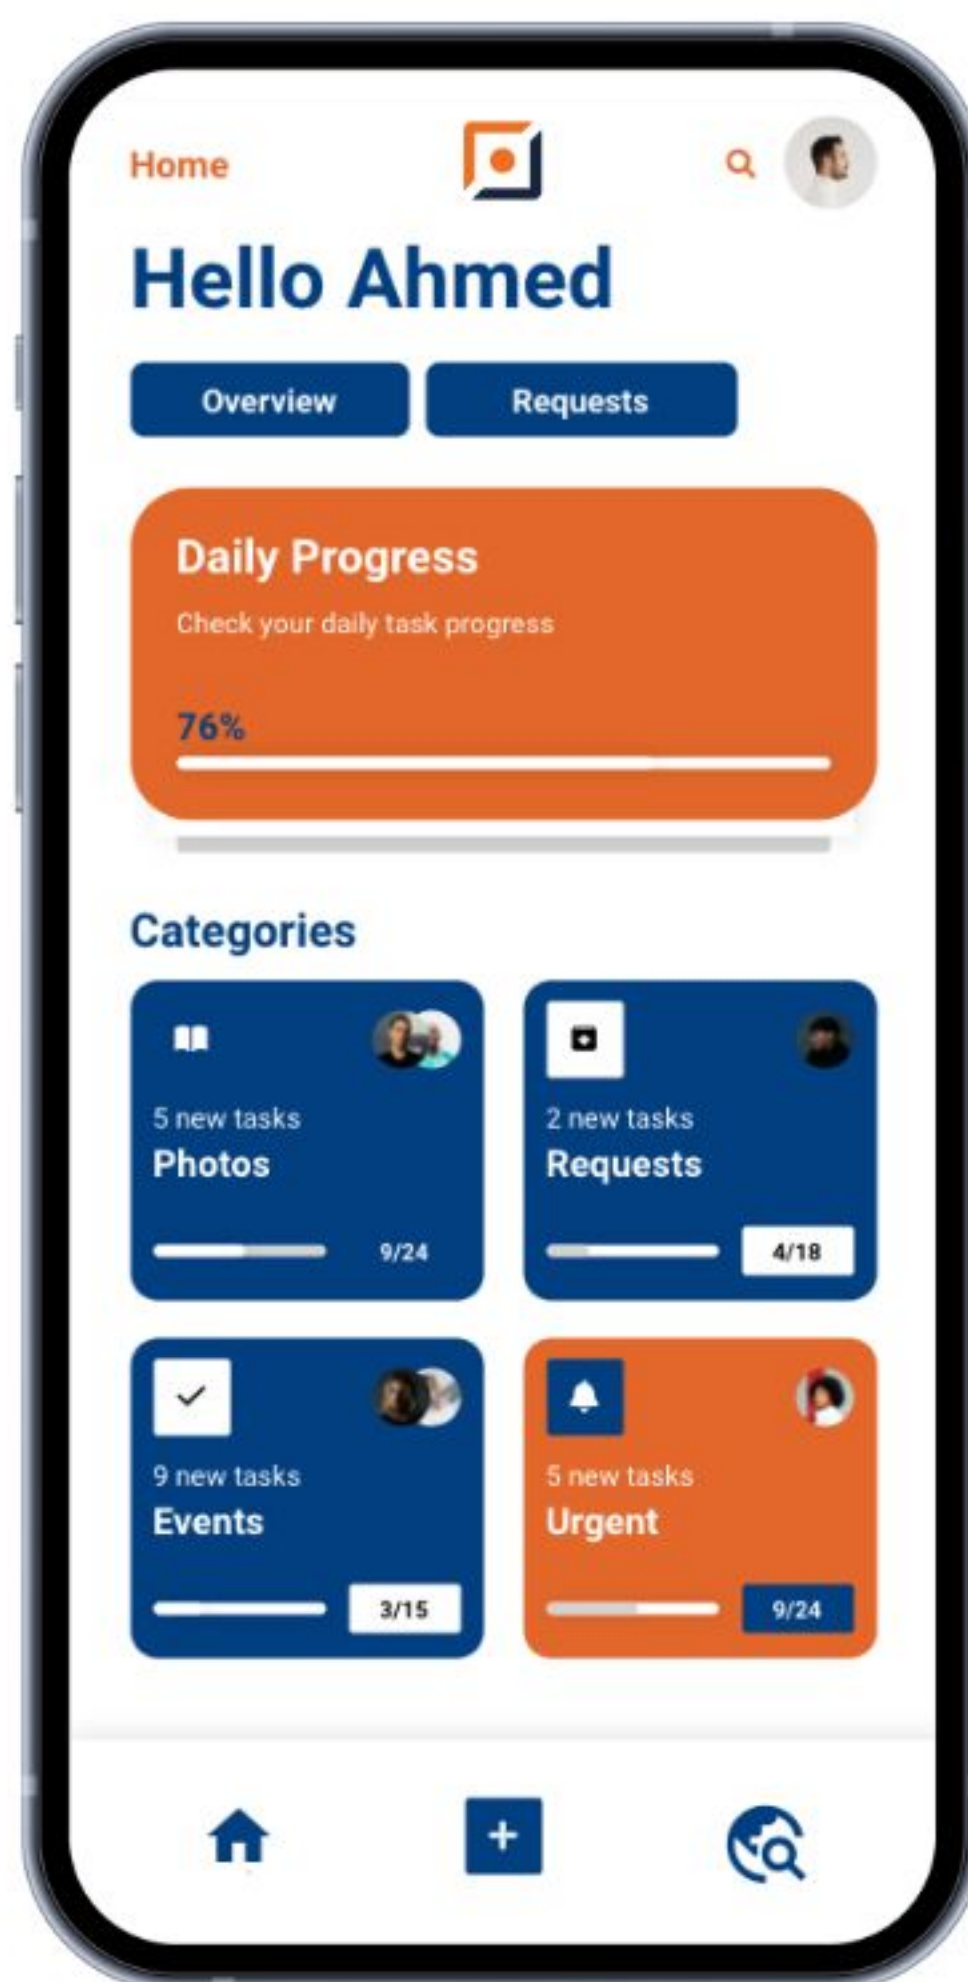 Home
Hello Ahmed
Overview Requests
Daily Progress
Check your daily task progress
76%
Categories
5 new tasks
Photos
9/24
2 new tasks
Requests
4/18
9 new tasks
Events
3/15
5 new tasks
Urgent
9/24